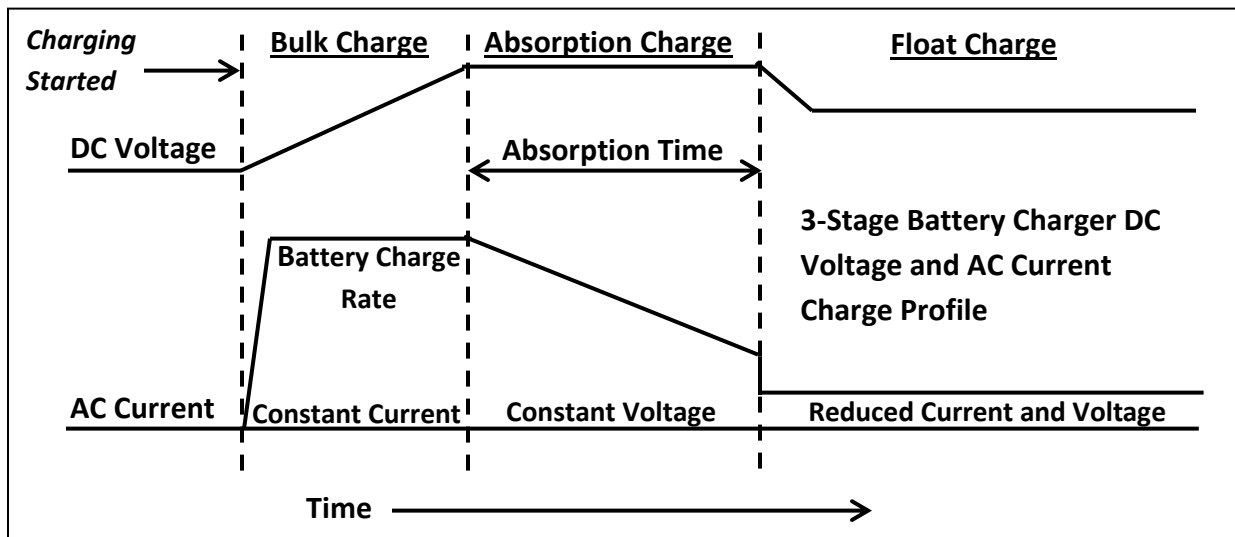 Charging
Started
Bulk Charge
Absorption Charge
Float Charge
DC Voltage
Absorption Time
Battery Charge
Rate
3-Stage Battery Charger DC
Voltage and AC Current
Charge Profile
AC Current
Constant Current
Constant Voltage
Reduced Current and Voltage
Time